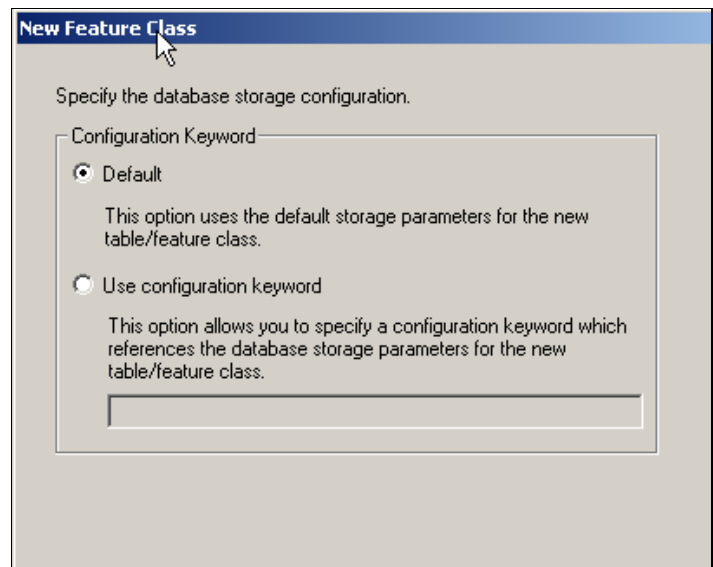 New Feature Class
Specify the database storage configuration.
Configuration Keyword
Default
This option uses the default storage parameters for the new
table/feature class.
Use configuration keyword
This option allows you to specify a configuration keyword which
references the database storage parameters for the new
table/feature class.